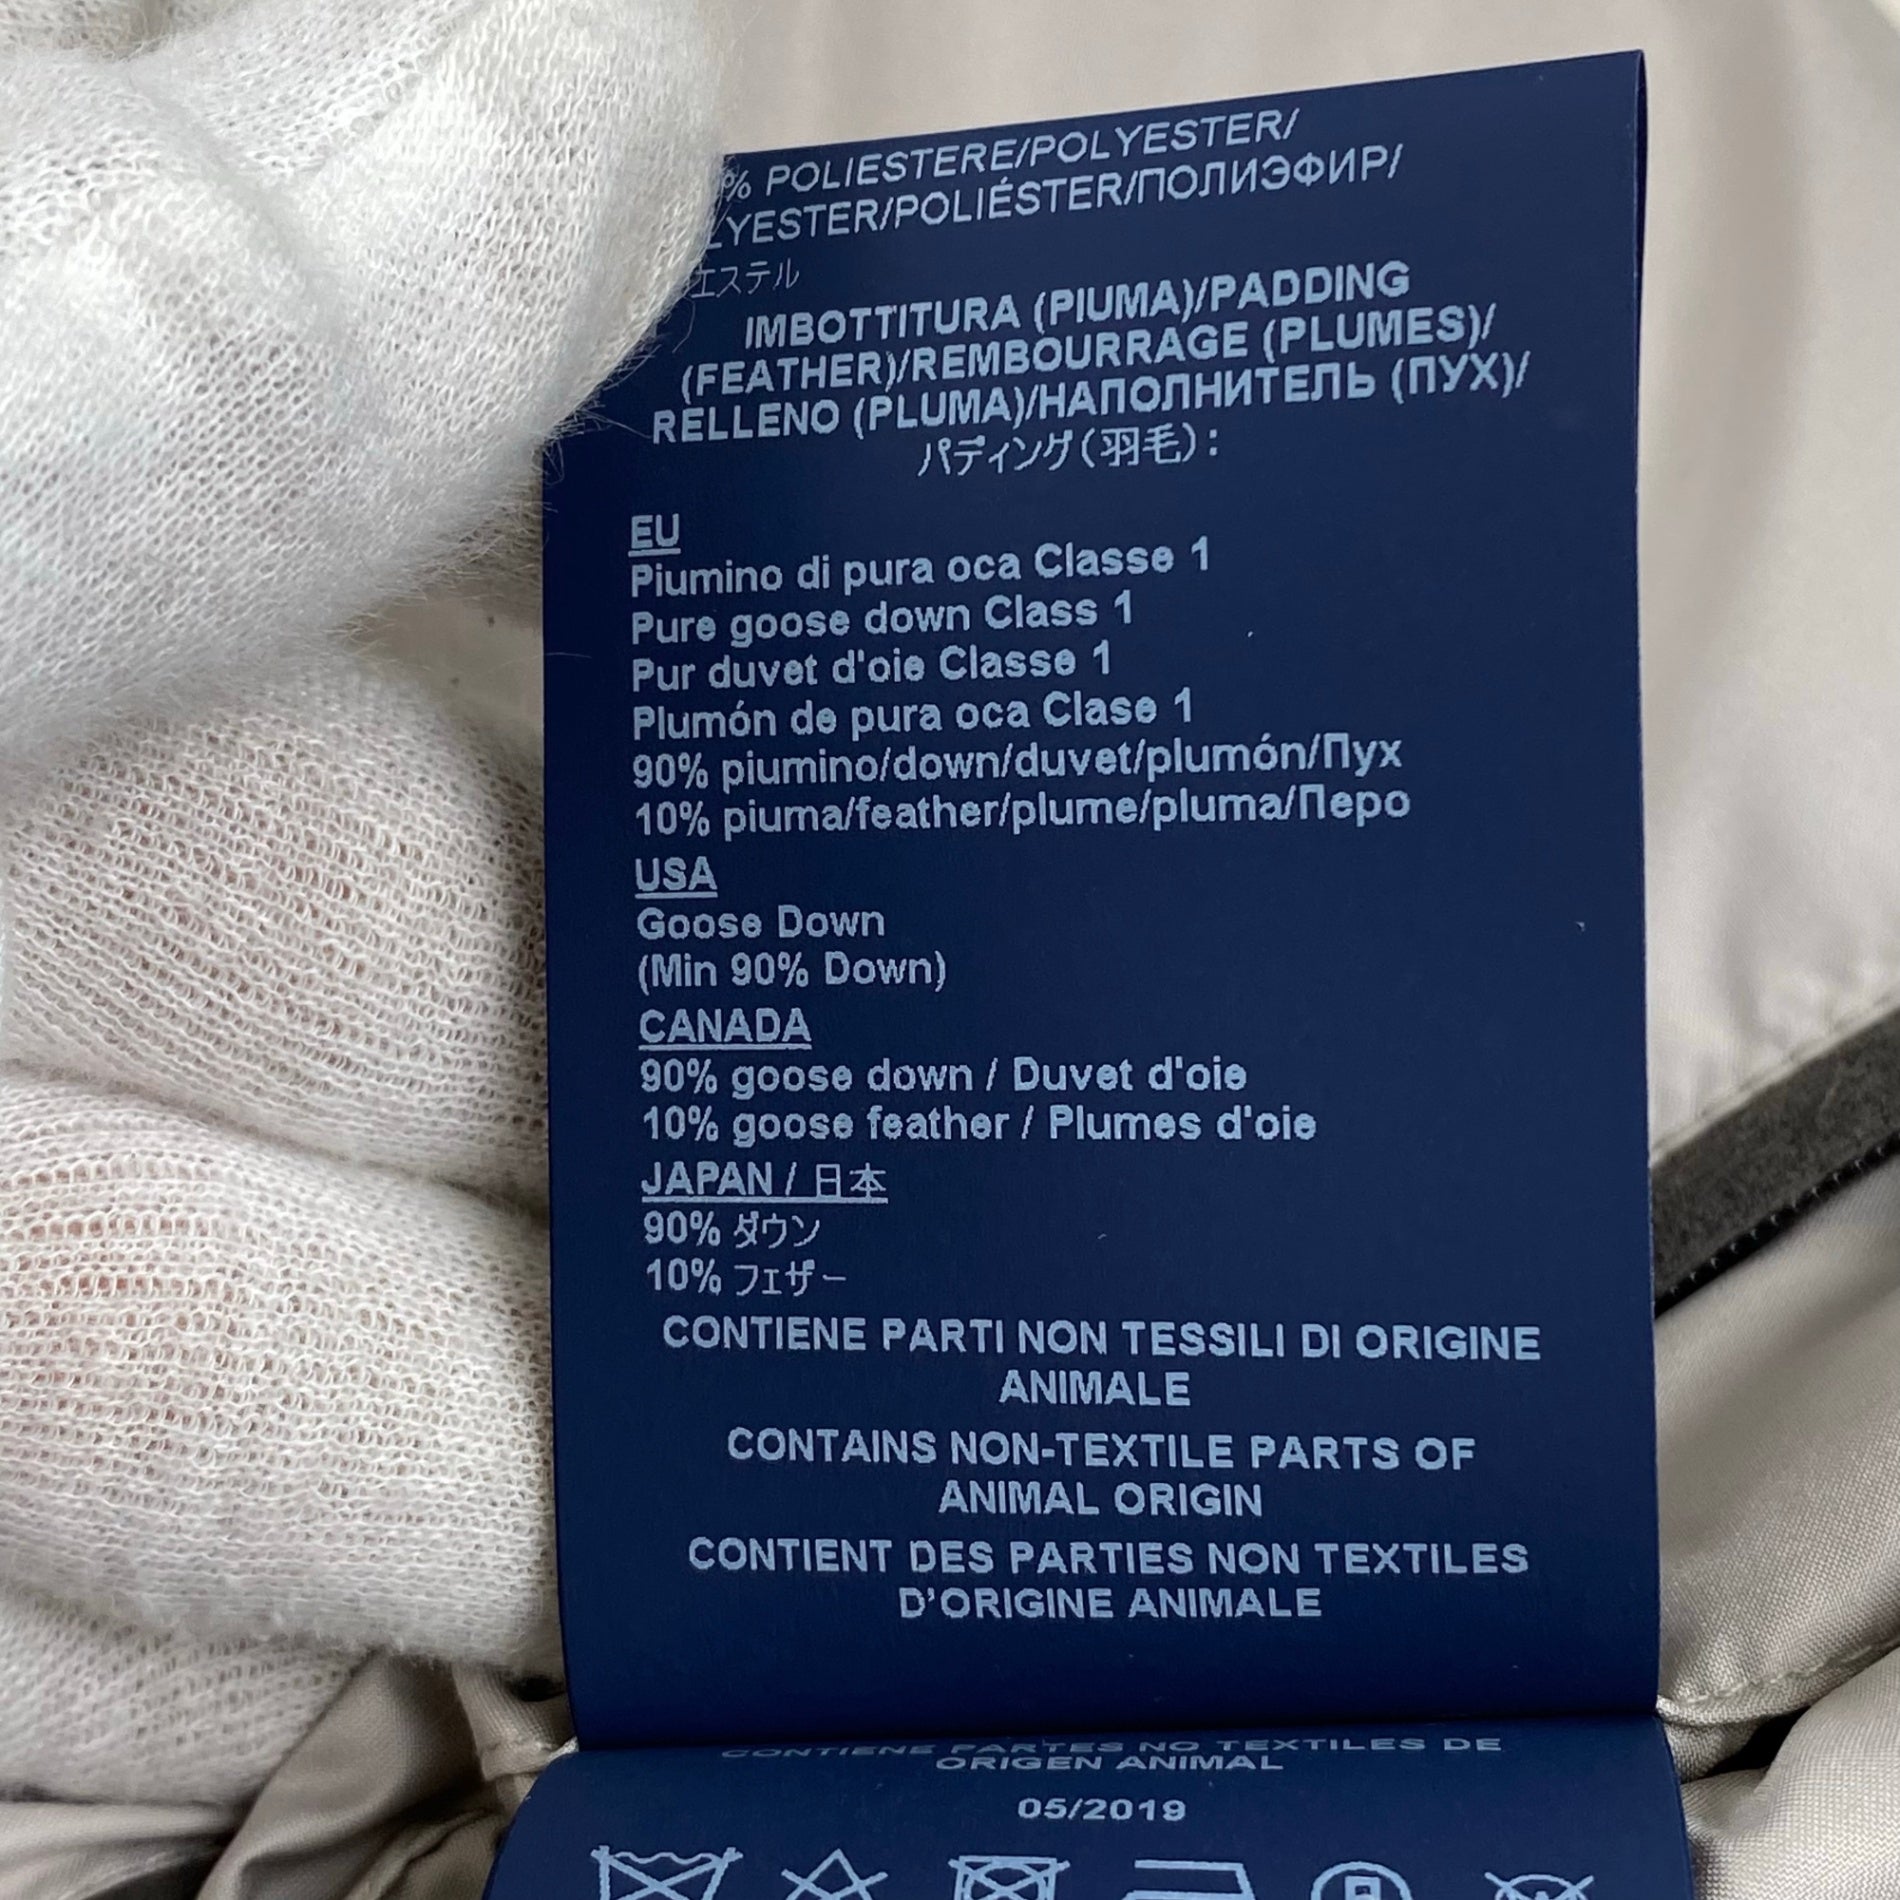 % POLIESTERE/POLYESTER/
YESTER/POLIÉSTER/ПОЛИЭФИР/
エステル
IMBOTTITURA (PIUMA)/PADDING
(FEATHER)/REMBOURRAGE (PLUMES)/
RELLENO (PLUMA)/НАПОЛНИТЕЛЬ (ПУХ)/
パディング(羽毛):
EU
Piumino di pura oca Classe 1
Pure goose down Class 1
Pur duvet d'oie Classe 1
Plumón de pura oca Clase 1
90% piumino/down/duvet/plumón/Пух
10% piuma/feather/plume/pluma/Перо
USA
Goose Down
(Min 90% Down)
CANADA
90% goose down / Duvet d'oie
10% goose feather / Plumes d'oie
JAPAN / 日本
90% ダウン
10% フェザー
CONTIENE PARTI NON TESSILI DI ORIGINE
ANIMALE
CONTAINS NON-TEXTILE PARTS OF
ANIMAL ORIGIN
CONTIENT DES PARTIES NON TEXTILES
D'ORIGINE ANIMALE
CONTIENE PARTES NO TEXTILES DE
ORIGEN ANIMAL
05/2019